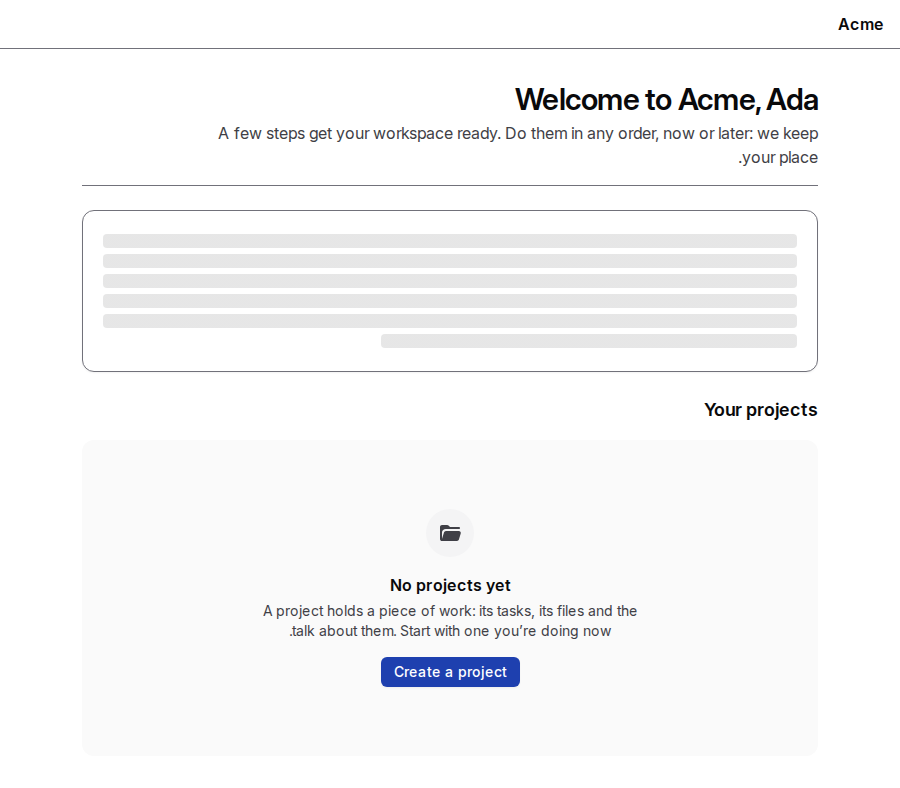 Acme
Welcome to Acme, Ada
A few steps get your workspace ready. Do them in any order, now or later: we keep
.your place
Your projects
No projects yet
A project holds a piece of work: its tasks, its files and the
.talk about them. Start with one you’re doing now
Create a project